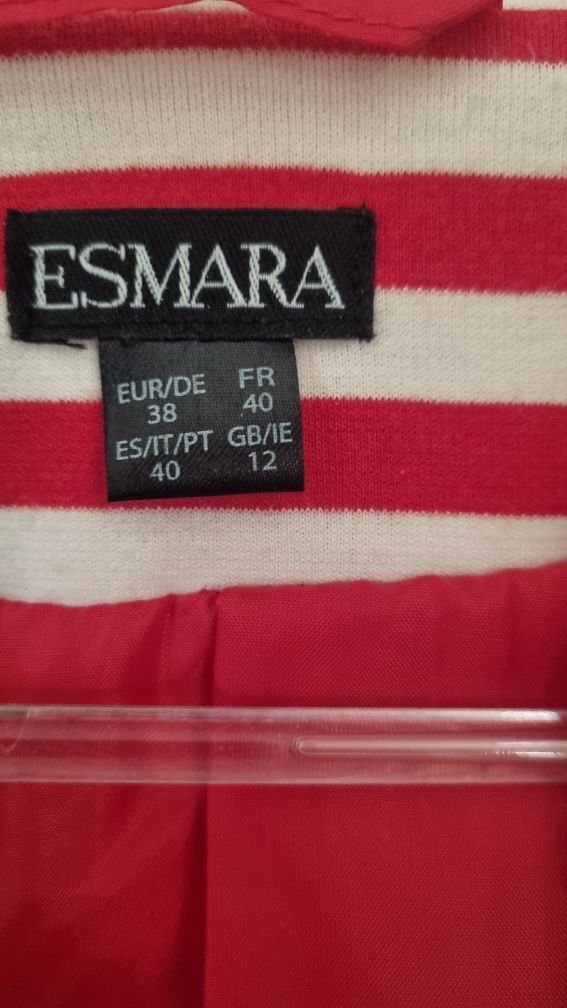 ESMARA
EUR/DE FR
38 40
ES/IT/PT GB/IE
40 12